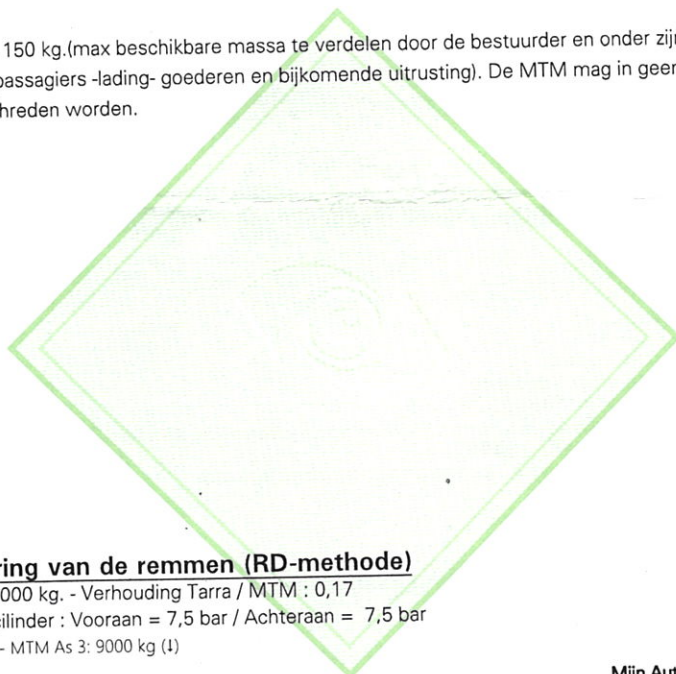 150 kg.(max beschikbare massa te verdelen door de bestuurder en onder zijn
passagiers -lading- goederen en bijkomende uitrusting). De MTM mag in geen
hreden worden.
ring van de remmen (RD-methode)
000 kg. - Verhouding Tarra / MTM : 0,17
cilinder : Vooraan = 7,5 bar / Achteraan = 7,5 bar
- MTM As 3: 9000 kg (↓)
Mijn Aut